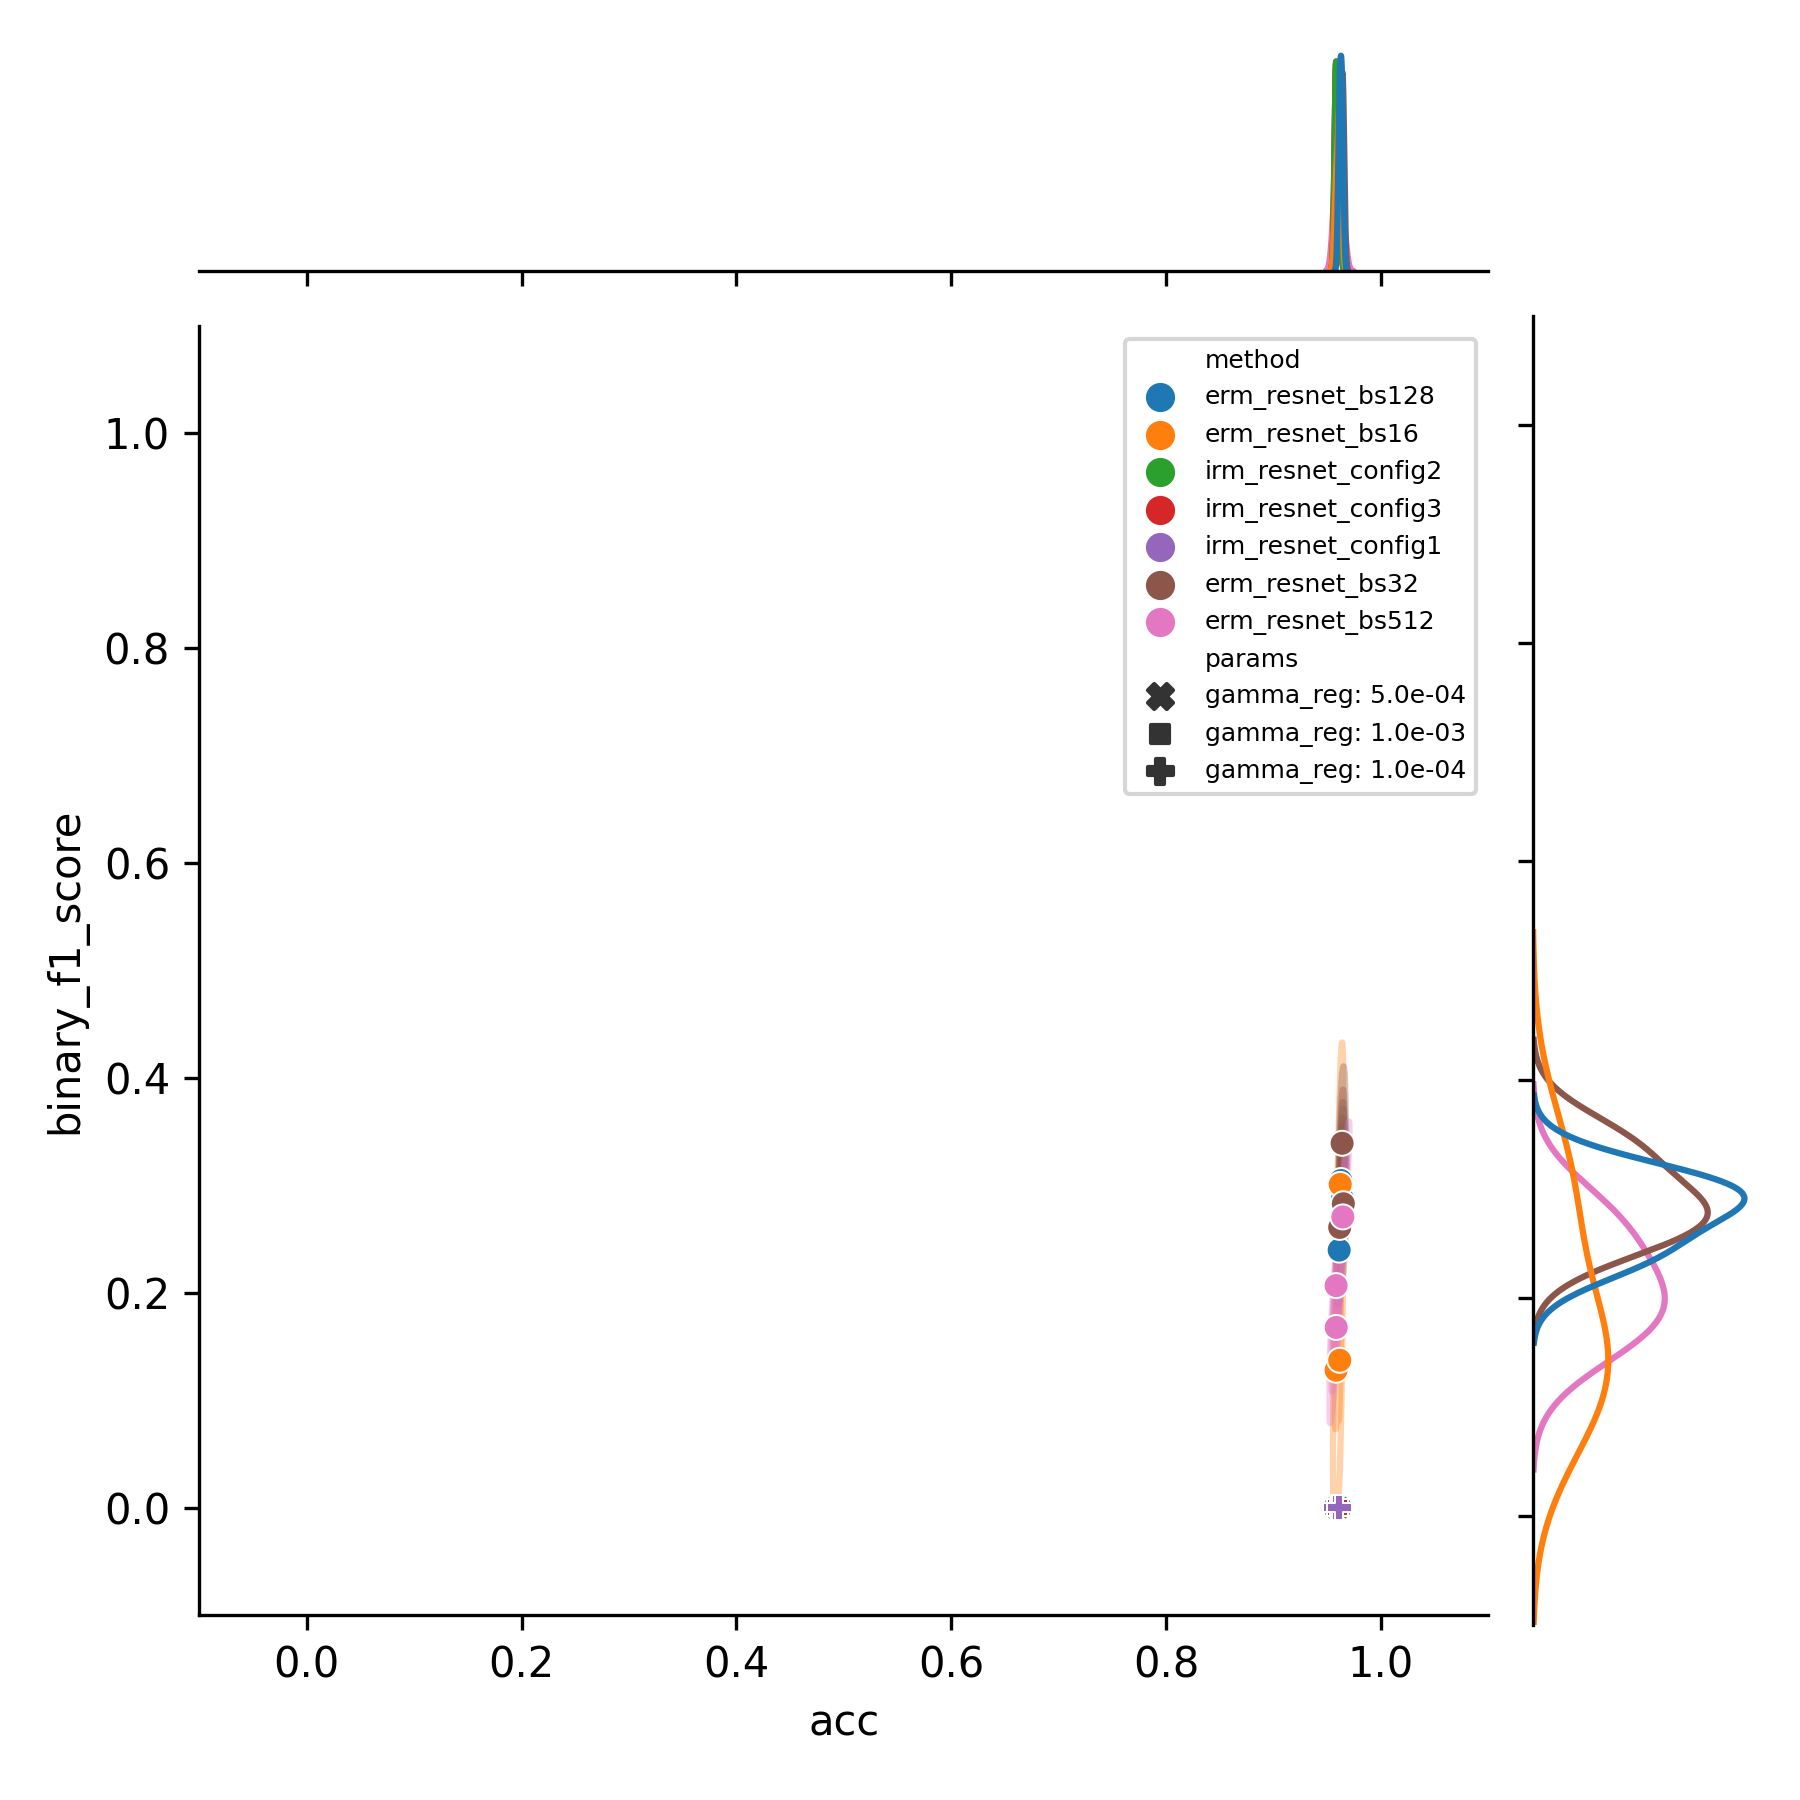 method
erm_resnet_bs128
erm_resnet_bs16
irm_resnet_config2
irm_resnet_config3
irm_resnet_config1
erm_resnet_bs32
erm_resnet_bs512
params
gamma_reg: 5.0e-04
gamma_reg: 1.0e-03
gamma_reg: 1.0e-04
1.0
0.8
0.6
0.4
0.2
0.0
binary_f1_score
0.0 0.2 0.4 0.6 0.8 1.0
acc